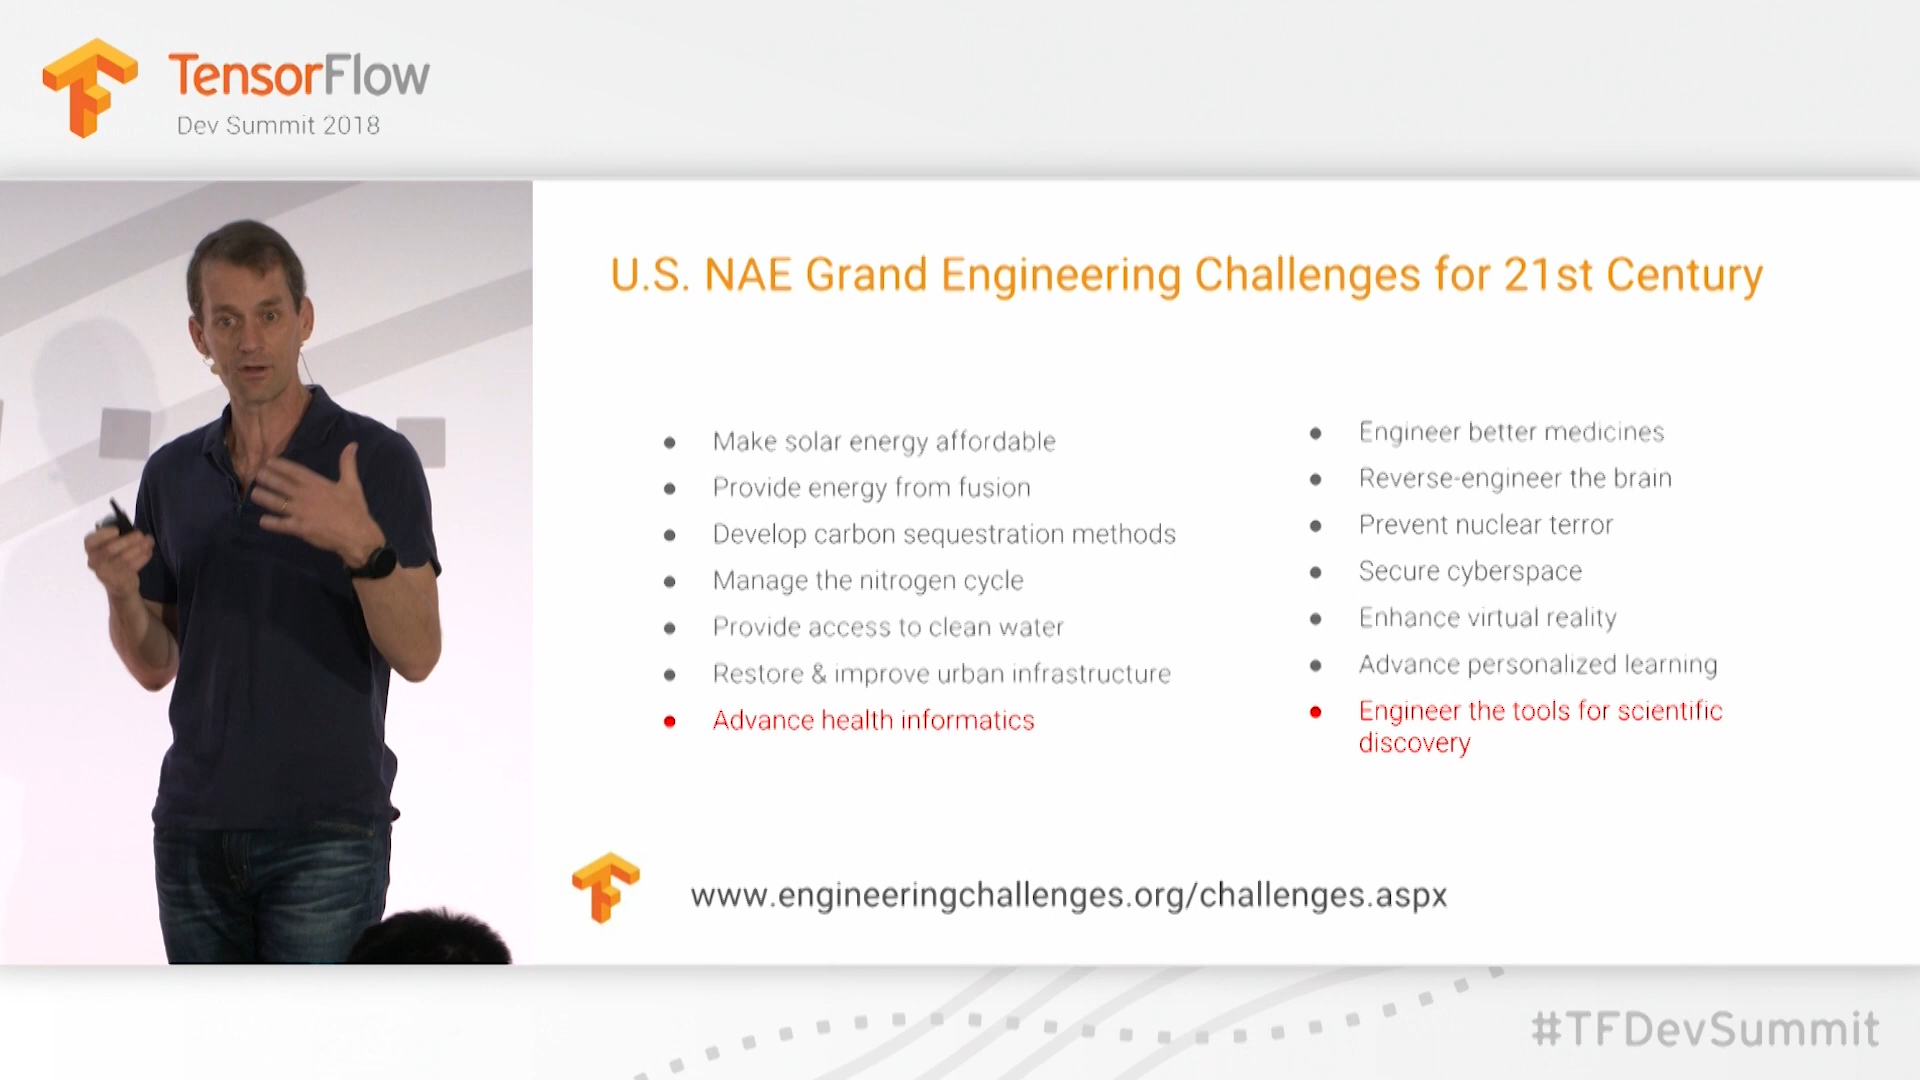 TensorFlow
Dev Summit 2018
U.S. NAE Grand Engineering Challenges for 21st Century
Make solar energy affordable
Provide energy from fusion
Develop carbon sequestration methods
Manage the nitrogen cycle
Provide access to clean water
Restore & improve urban infrastructure
Advance health informatics
Engineer better medicines
Reverse-engineer the brain
Prevent nuclear terror
Secure cyberspace
Enhance virtual reality
Advance personalized learning
Engineer the tools for scientific
discovery
www.engineeringchallenges.org/challenges.aspx
#TFDevSummit